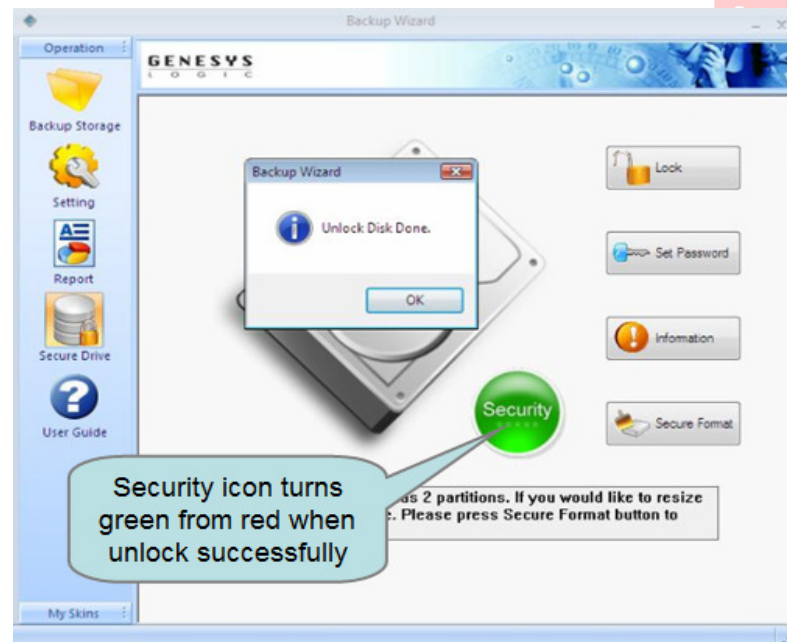 Backup Wizard
Operation
GENESYS
LOGIC
Backup Storage
Setting
Report
Secure Drive
User Guide
My Skins
Backup Wizard
Unlock Disk Done.
OK
Lock
Set Password
Information
Secure Format
Security
Security icon turns
green from red when
unlock successfully
as 2 partitions. If you would like to resize
Please press Secure Format button to